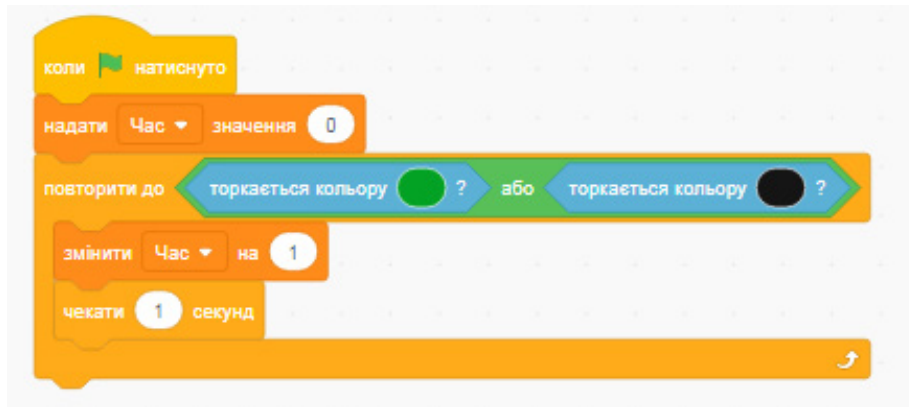 коли натиснуто
надати Час значення 0
повторити до торкається кольору ? або торкається кольору ?
змінити Час на 1
чекати 1 секунд